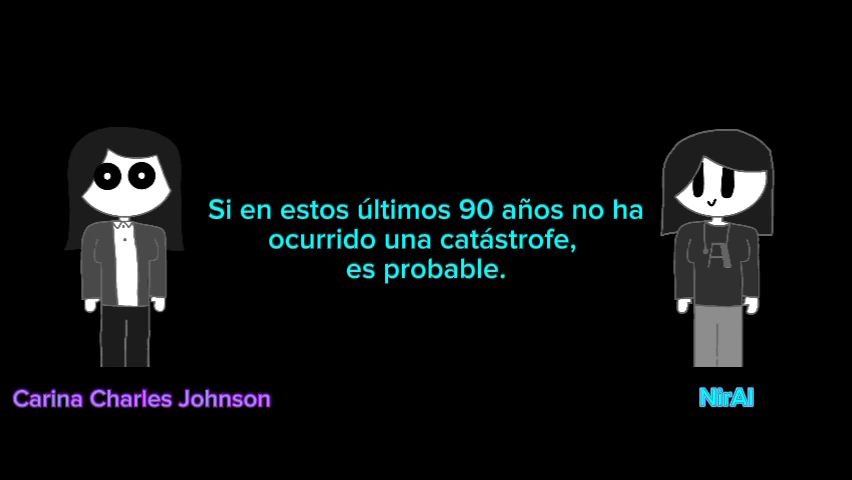 Si en estos últimos 90 años no ha
ocurrido una catástrofe,
es probable.
Carina Charles Johnson
NirAI
A